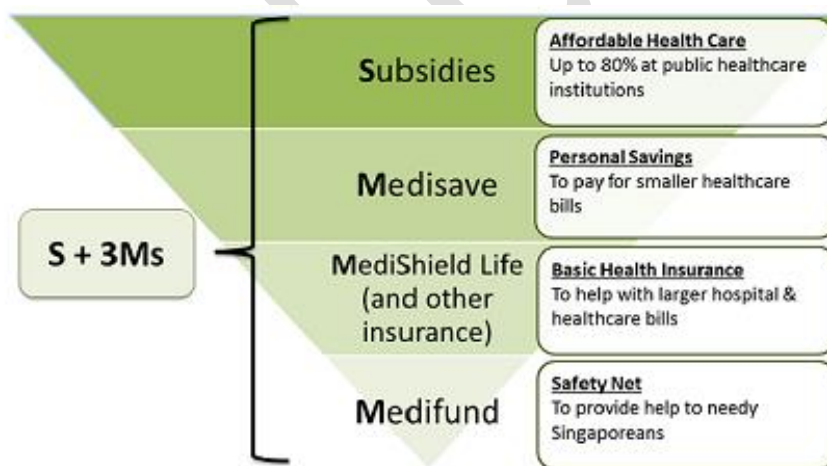 Subsidies
Affordable Health Care
Up to 80% at public healthcare
institutions
Medisave
Personal Savings
To pay for smaller healthcare
bills
S + 3Ms
MediShield Life
(and other
insurance)
Basic Health Insurance
To help with larger hospital &
healthcare bills
Medifund
Safety Net
To provide help to needy
Singaporeans